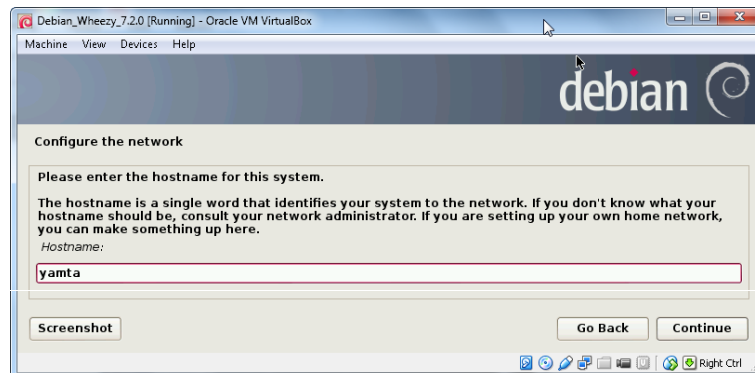 Debian_Wheezy_7.2.0 [Running] - Oracle VM VirtualBox
Machine View Devices Help
debian
Configure the network
Please enter the hostname for this system.
The hostname is a single word that identifies your system to the network. If you don't know what your
hostname should be, consult your network administrator. If you are setting up your own home network,
you can make something up here.
Hostname:
yamta
Screenshot Go Back Continue
Right Ctrl